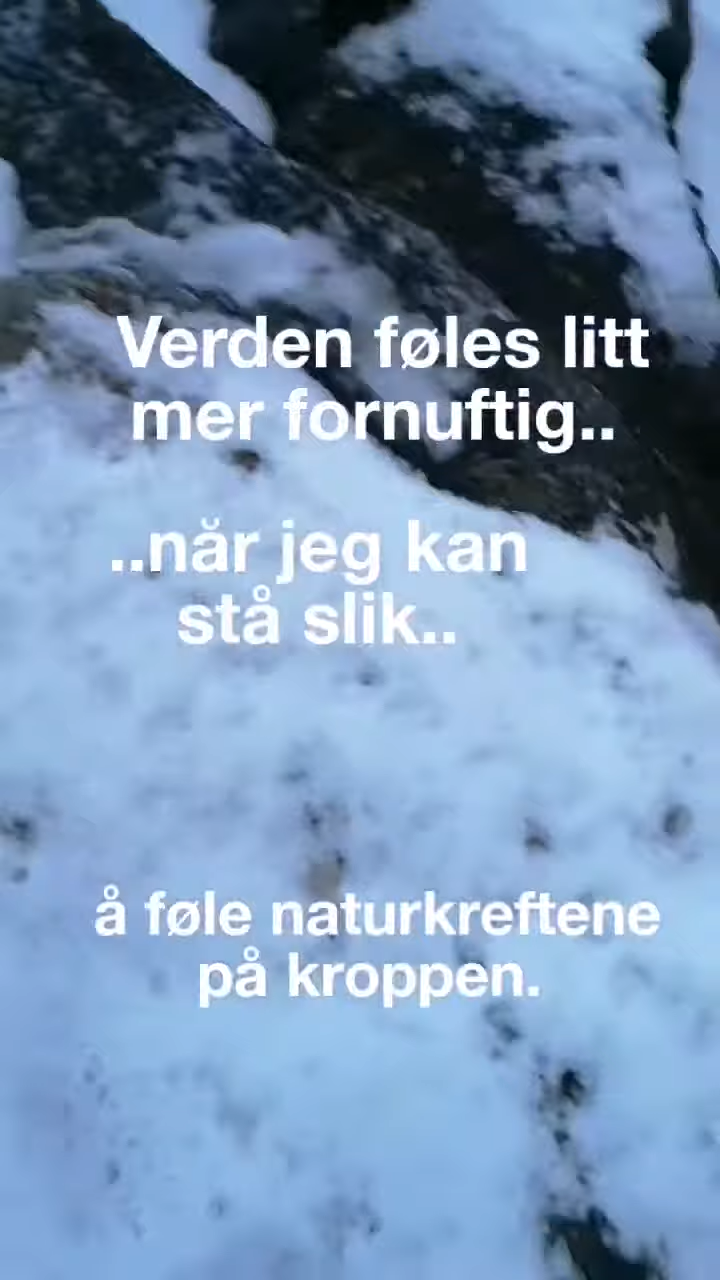 Verden føles litt
mer fornuftig..
..når jeg kan
stå slik..
å føle naturkreftene
på kroppen.